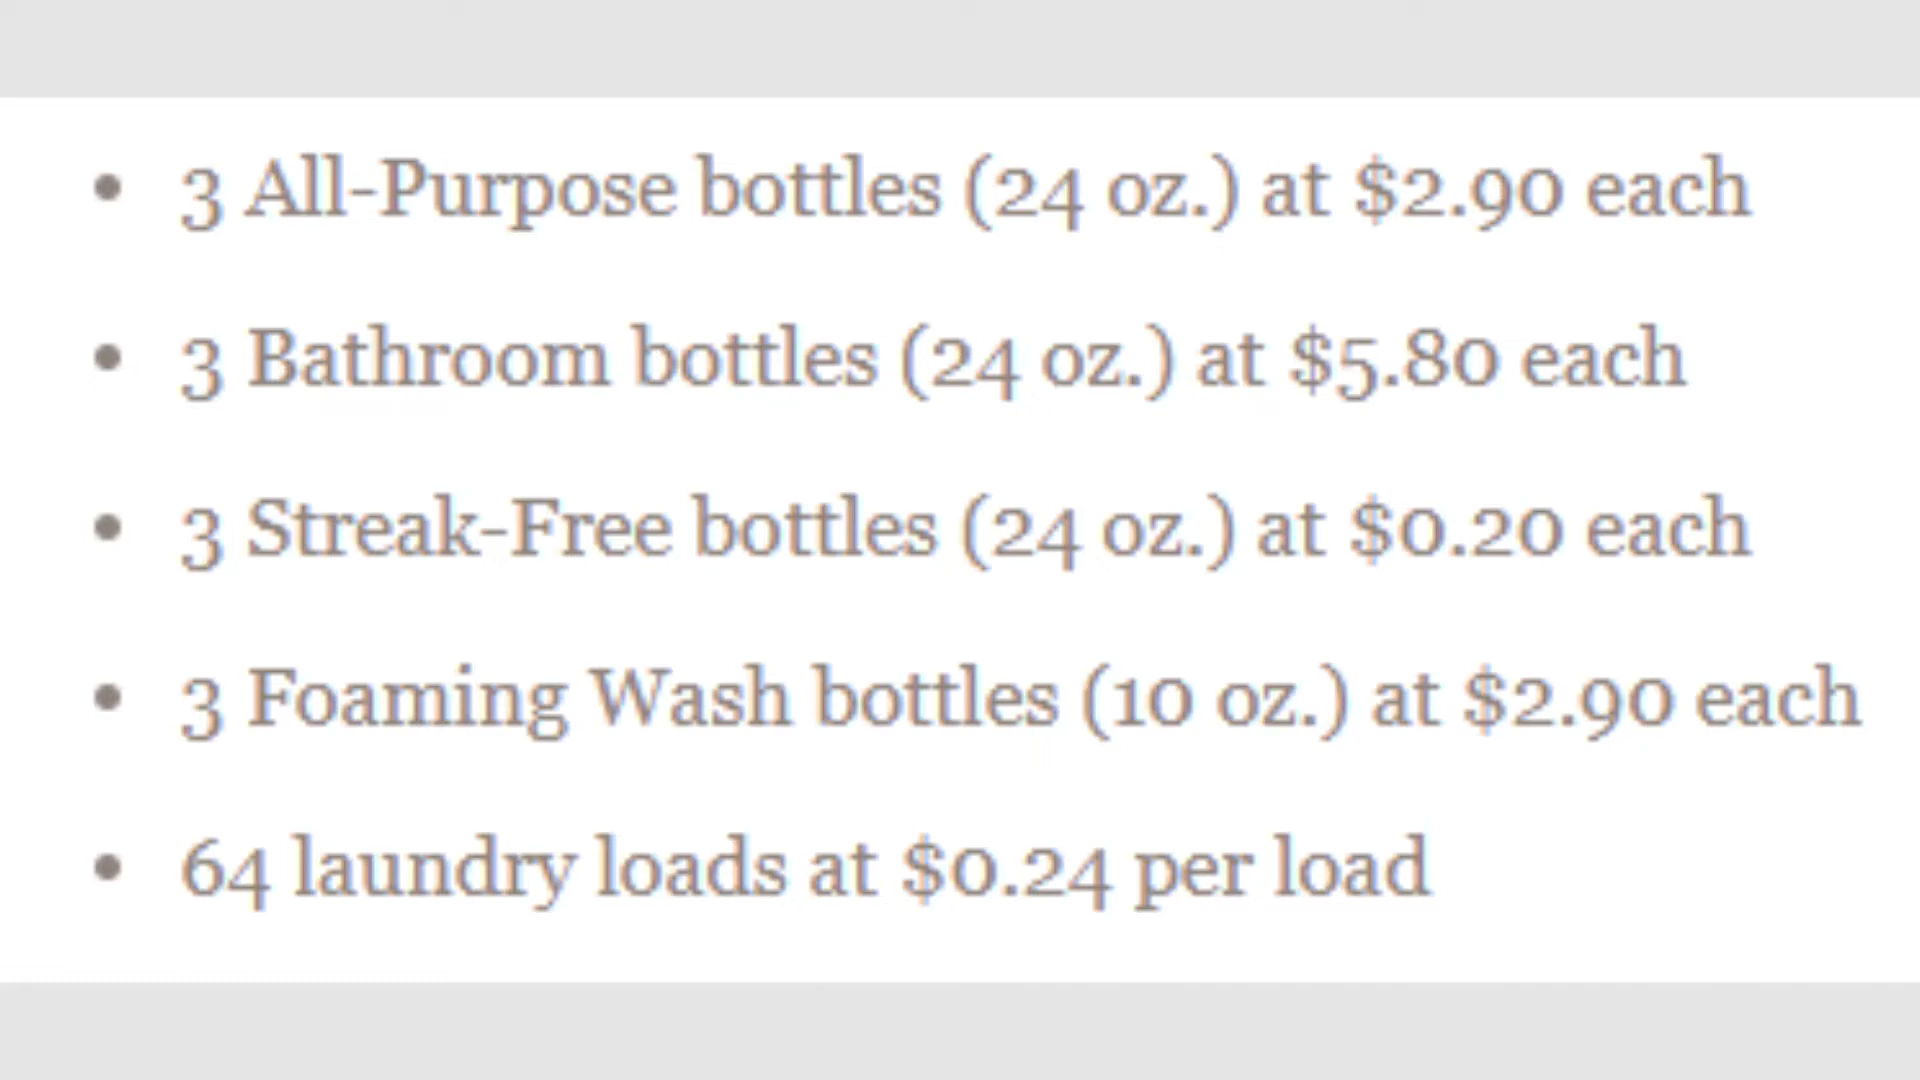 • 3 All-Purpose bottles (24 oz.) at $2.90 each
• 3 Bathroom bottles (24 oz.) at $5.80 each
• 3 Streak-Free bottles (24 oz.) at $0.20 each
• 3 Foaming Wash bottles (10 oz.) at $2.90 each
• 64 laundry loads at $0.24 per load